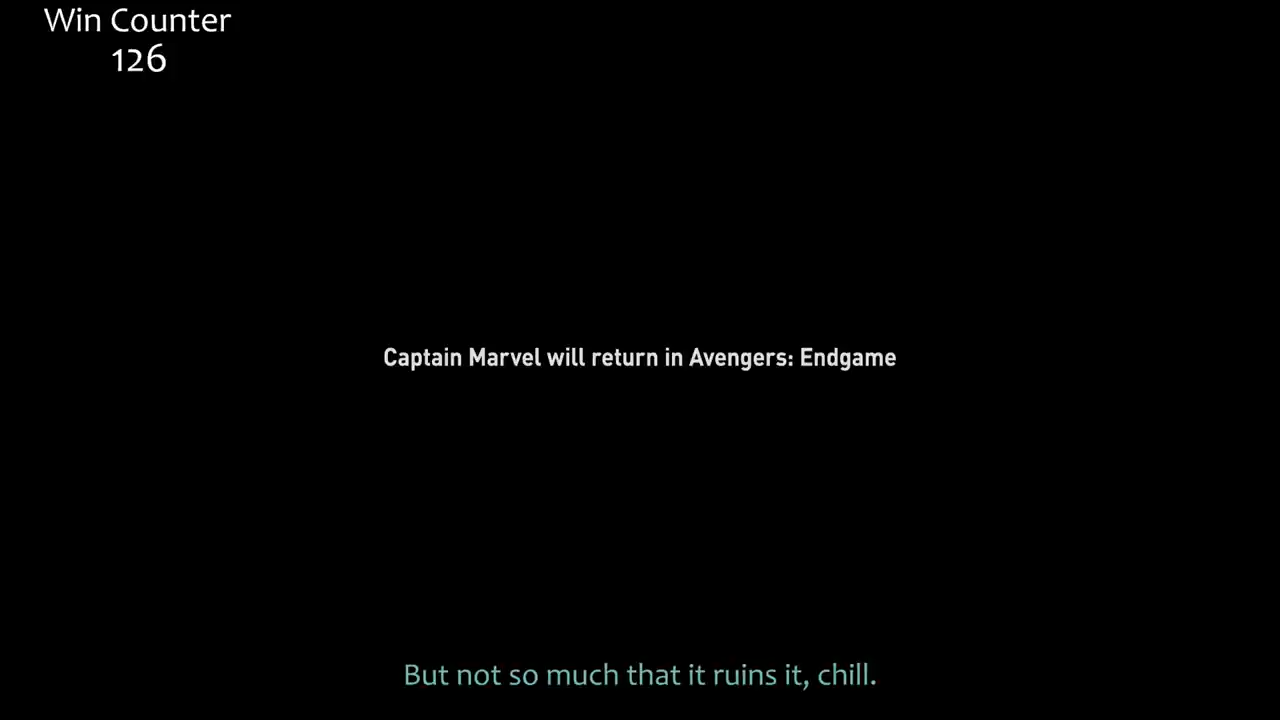 Win Counter
126
Captain Marvel will return in Avengers: Endgame
But not so much that it ruins it, chill.